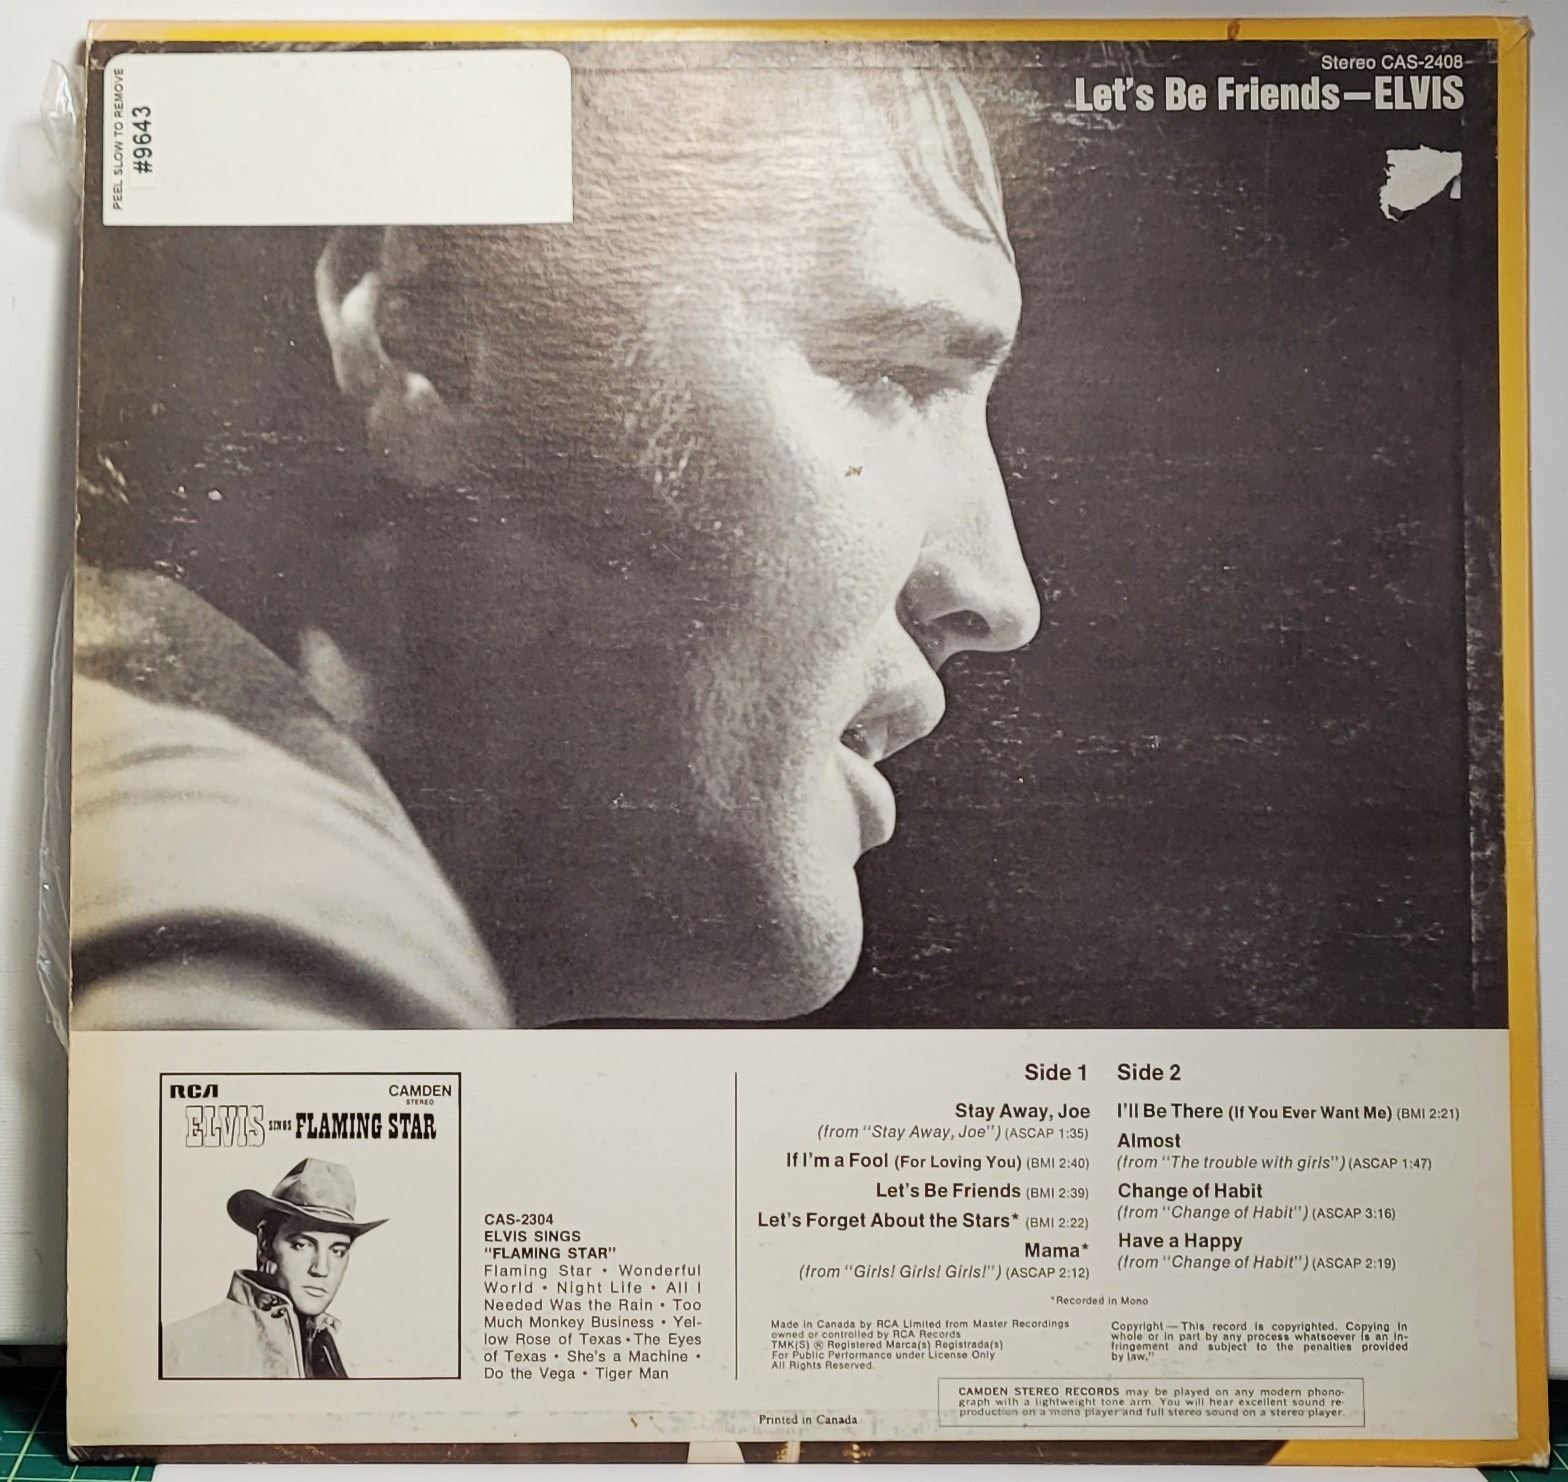 PEEL SLOW TO REMOVE
#9643
Stereo CAS-2408
Let's Be Friends—ELVIS
RCA
CAMDEN
STEREO
ELVIS SINGS FLAMING STAR
CAS-2304
ELVIS SINGS
"FLAMING STAR"
Flaming Star • Wonderful
World • Night Life • All I
Needed Was the Rain • Too
Much Monkey Business • Yel-
low Rose of Texas • The Eyes
of Texas • She's a Machine •
Do the Vega • Tiger Man
Side 1
Stay Away, Joe
(from "Stay Away, Joe") (ASCAP 1:35)
If I'm a Fool (For Loving You) (BMI 2:40)
Let's Be Friends (BMI 2:39)
Let's Forget About the Stars* (BMI 2:22)
Mama*
(from "Girls! Girls! Girls!") (ASCAP 2:12)
Side 2
I'll Be There (If You Ever Want Me) (BMI 2:21)
Almost
(from "The trouble with girls") (ASCAP 1:47)
Change of Habit
(from "Change of Habit") (ASCAP 3:16)
Have a Happy
(from "Change of Habit") (ASCAP 2:19)
*Recorded in Mono
Made in Canada by RCA Limited from Master Recordings
owned or controlled by RCA Records
TMK(S) ® Registered Marca(s) Registrada(s)
For Public Performance under License Only
All Rights Reserved.
Copyright — This record is copyrighted. Copying in
whole or in part by any process whatsoever is an in-
fringement and subject to the penalties provided
by law."
CAMDEN STEREO RECORDS may be played on any modern phono-
graph with a lightweight tone arm. You will hear excellent sound re-
production on a mono player and full stereo sound on a stereo player.
Printed in Canada